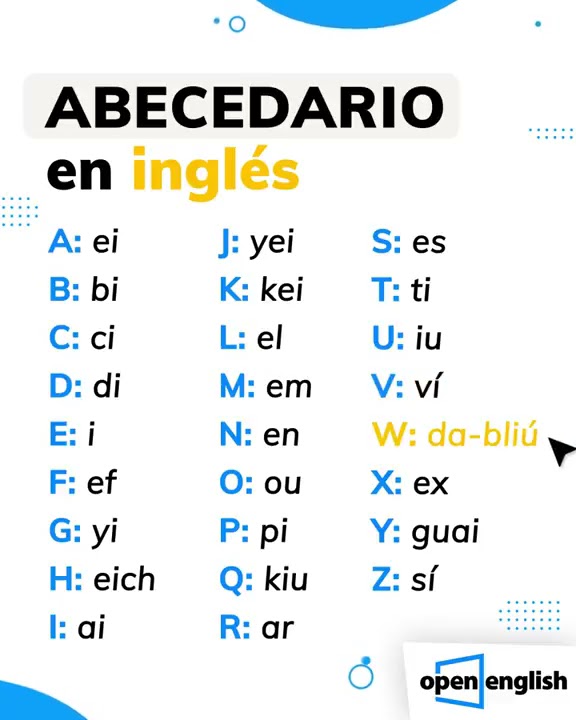 ABECEDARIO
en inglés
A: ei
B: bi
C: ci
D: di
E: i
F: ef
G: yi
H: eich
I: ai
J: yei
K: kei
L: el
M: em
N: en
O: ou
P: pi
Q: kiu
R: ar
S: es
T: ti
U: iu
V: ví
W: da-bliú
X: ex
Y: guai
Z: sí
open english